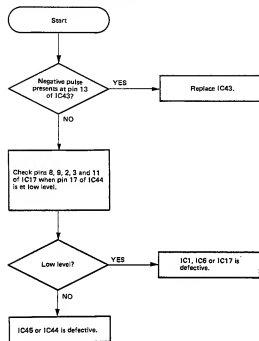 Start
Negative pulse
presents at pin 13
of IC43?
YES
Replace IC43.
NO
Check pins 8, 9, 2, 3 and 11
of IC17 when pin 17 of IC44
is at low level.
Low level?
YES
IC1, IC6 or IC17 is
defective.
NO
IC45 or IC44 is defective.